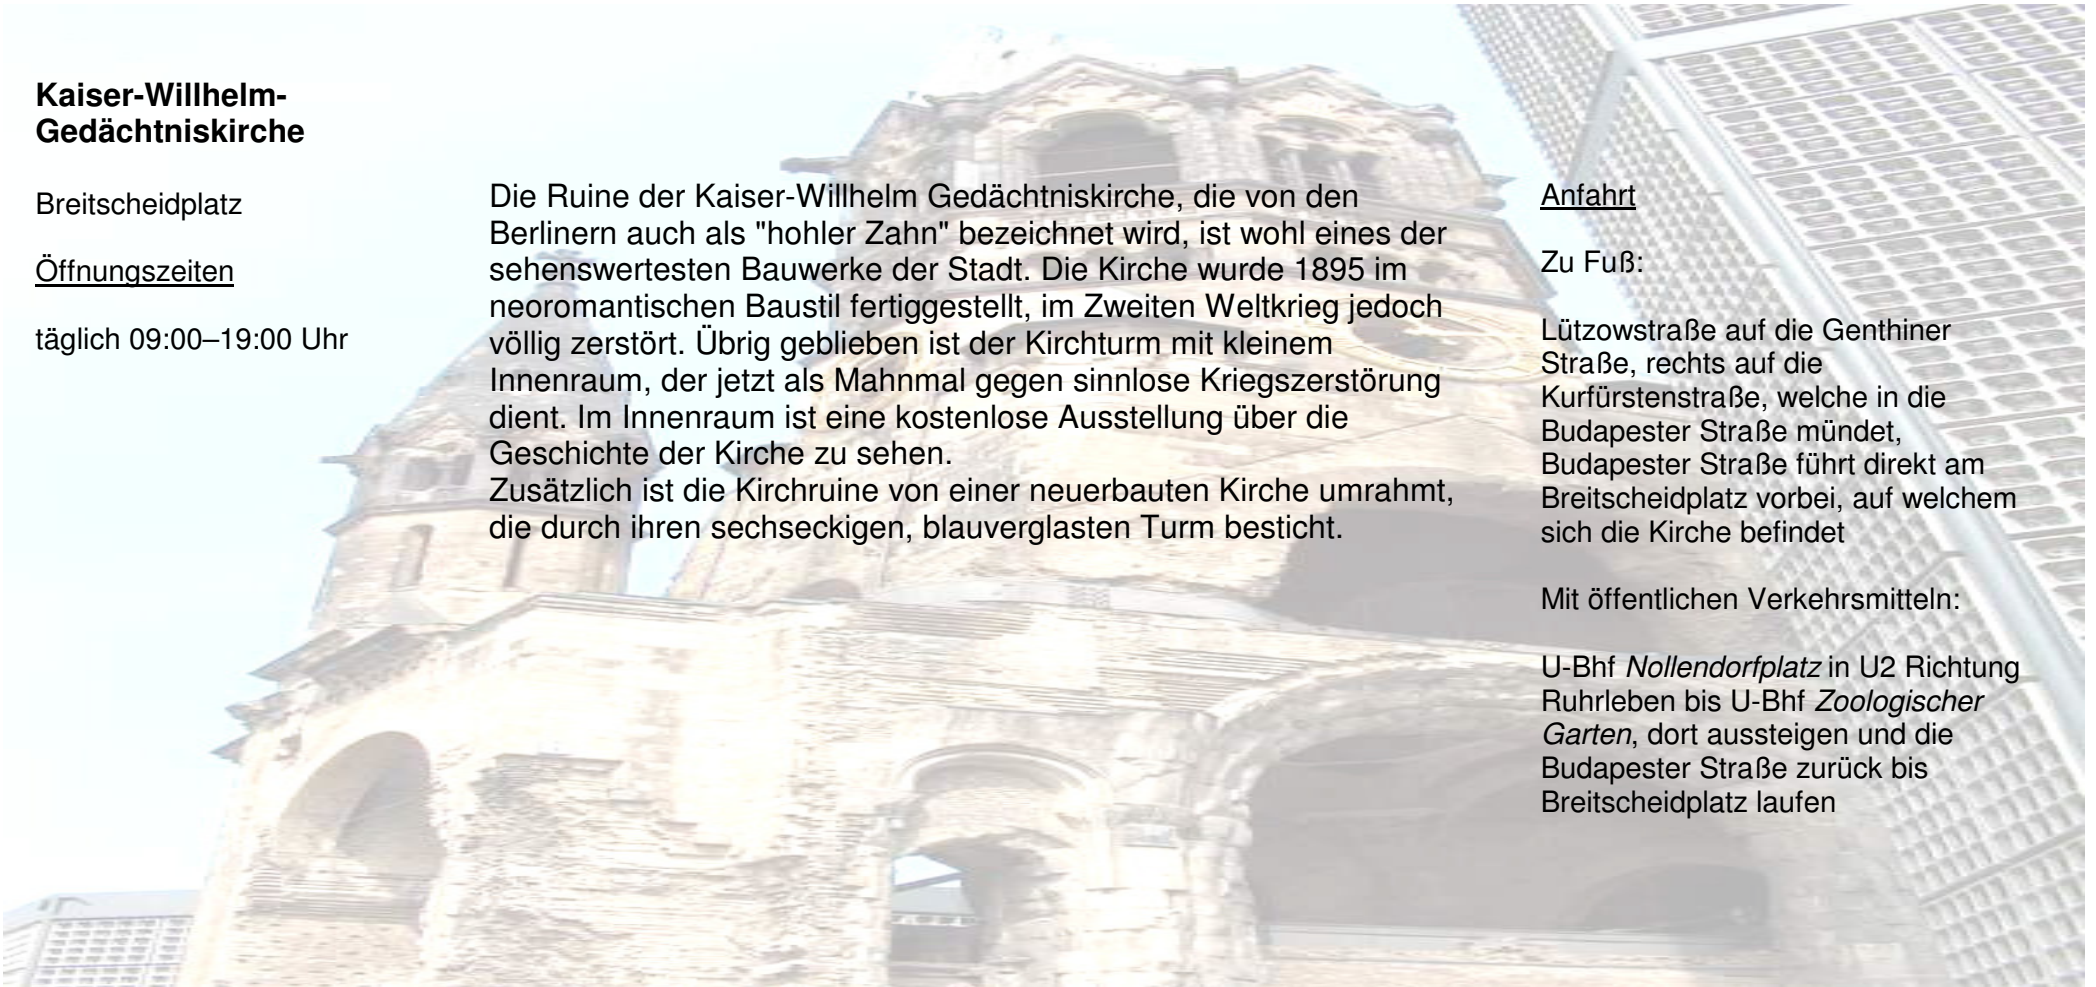 Kaiser-Willhelm-
Gedächtniskirche
Breitscheidplatz
Öffnungszeiten
täglich 09:00–19:00 Uhr
Die Ruine der Kaiser-Willhelm Gedächtniskirche, die von den
Berlinern auch als "hohler Zahn" bezeichnet wird, ist wohl eines der
sehenswertesten Bauwerke der Stadt. Die Kirche wurde 1895 im
neoromantischen Baustil fertiggestellt, im Zweiten Weltkrieg jedoch
völlig zerstört. Übrig geblieben ist der Kirchturm mit kleinem
Innenraum, der jetzt als Mahnmal gegen sinnlose Kriegszerstörung
dient. Im Innenraum ist eine kostenlose Ausstellung über die
Geschichte der Kirche zu sehen.
Zusätzlich ist die Kirchruine von einer neuerbauten Kirche umrahmt,
die durch ihren sechseckigen, blauverglasten Turm besticht.
Anfahrt
Zu Fuß:
Lützowstraße auf die Genthiner
Straße, rechts auf die
Kurfürstenstraße, welche in die
Budapester Straße mündet,
Budapester Straße führt direkt am
Breitscheidplatz vorbei, auf welchem
sich die Kirche befindet
Mit öffentlichen Verkehrsmitteln:
U-Bhf Nollendorfplatz in U2 Richtung
Ruhrleben bis U-Bhf Zoologischer
Garten, dort aussteigen und die
Budapester Straße zurück bis
Breitscheidplatz laufen